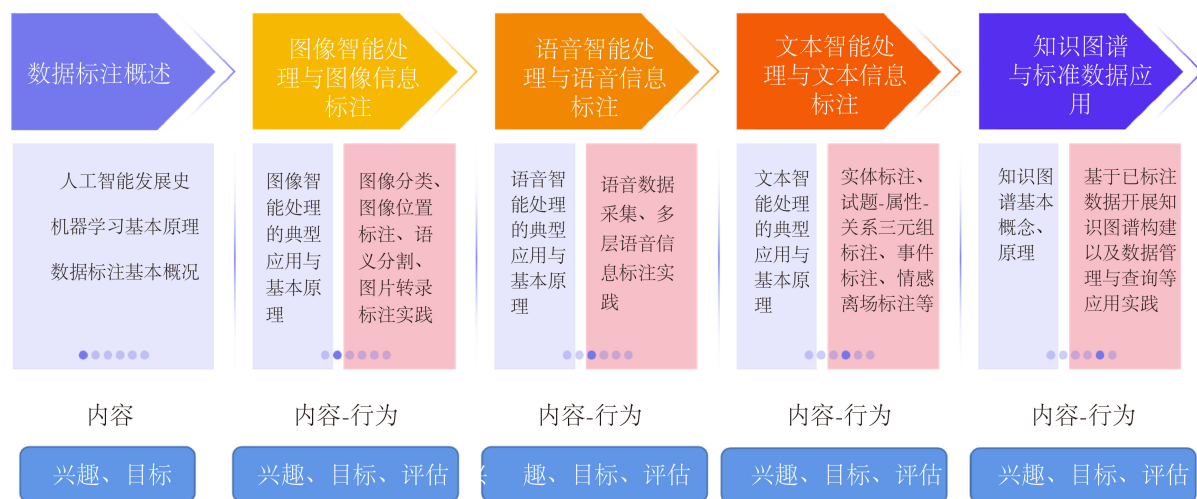 数据标注概述
图像智能处
理与图像信息
标注
语音智能处
理与语音信息
标注
文本智能处
理与文本信息
标注
知识图谱
与标准数据应
用
人工智能发展史
机器学习基本原理
数据标注基本概况
图像智
能处理
的典型
应用与
基本原
理
图像分类、
图像位置
标注、语
义分割、
图片转录
标注实践
语音智
能处理
的典型
应用与
基本原
理
语音数据
采集、多
层语音信
息标注实
践
文本智
能处理
的典型
应用与
基本原
理
实体标注、
试题-属性-
关系三元组
标注、事件
标注、情感
离场标注等
知识图
谱基本
概念、
原理
基于已标注
数据开展知
识图谱构建
以及数据管
理与查询等
应用实践
内容
内容-行为
内容-行为
内容-行为
内容-行为
兴趣、目标
兴趣、目标、评估
兴趣、目标、评估
兴趣、目标、评估
兴趣、目标、评估